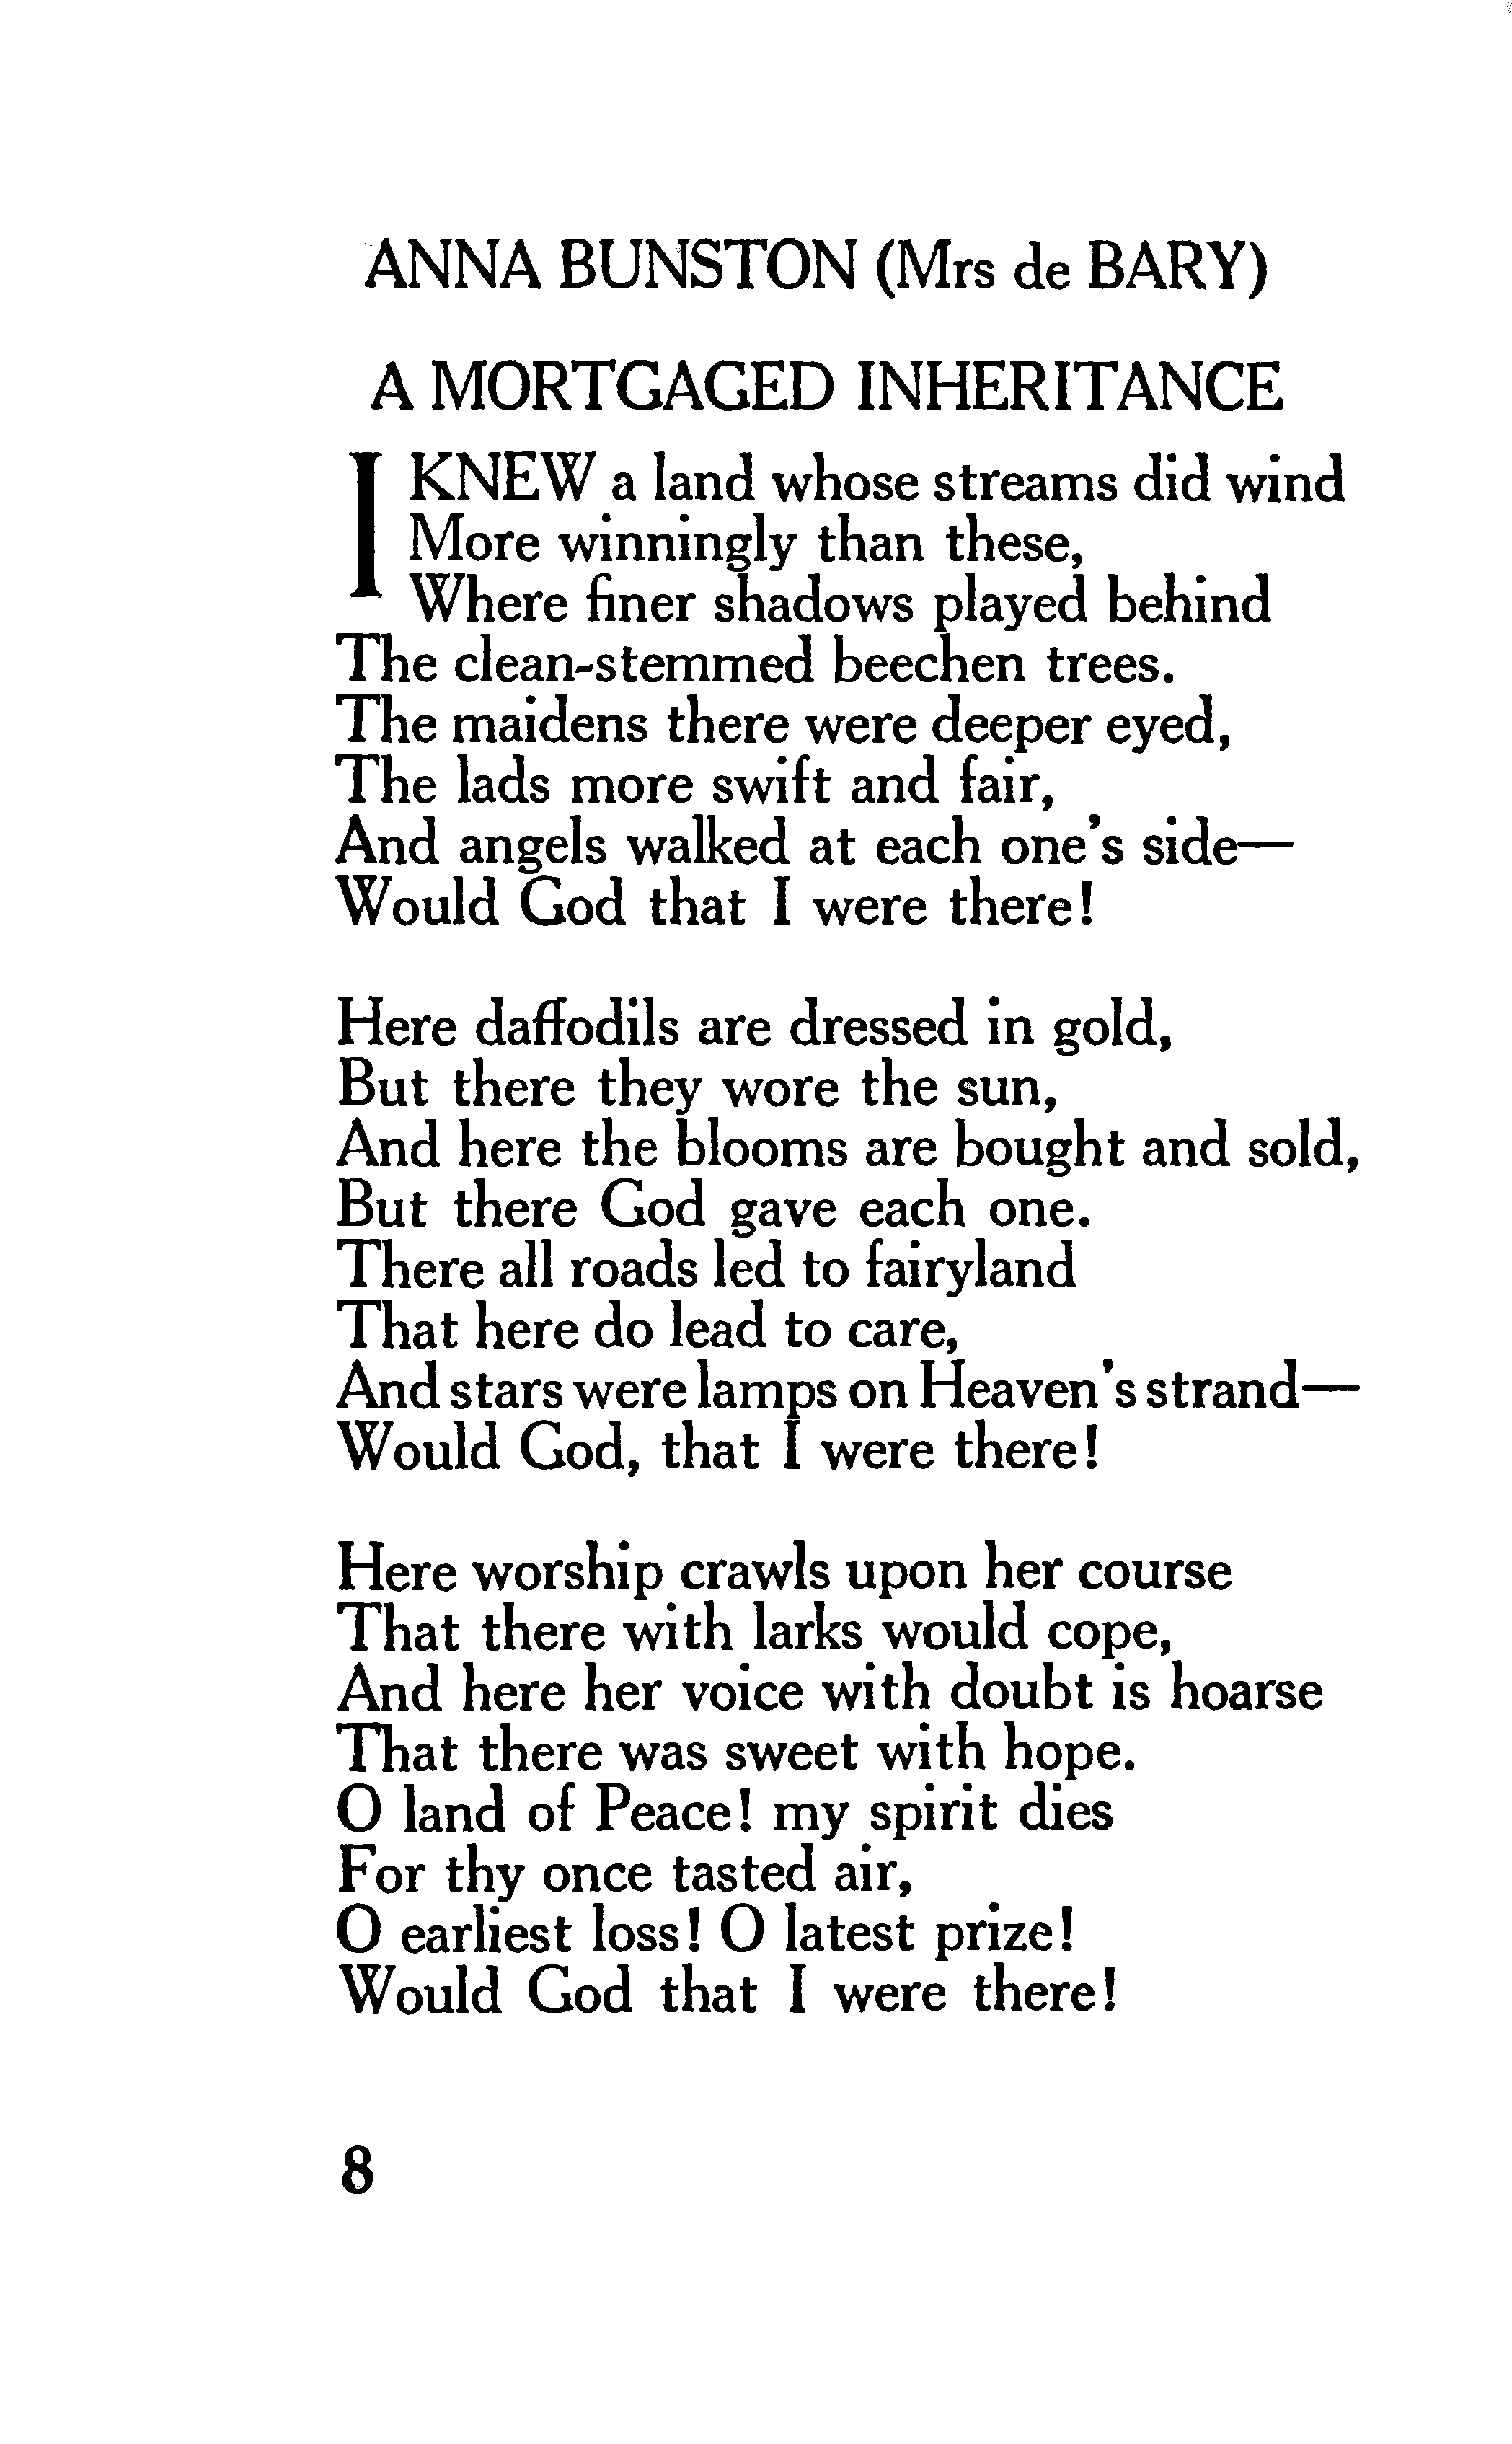 ANNA BUNSTON (Mrs de BARY)
A MORTGAGED INHERITANCE
I KNEW a land whose streams did wind
More winningly than these,
Where finer shadows played behind
The clean-stemmed beechen trees.
The maidens there were deeper eyed,
The lads more swift and fair,
And angels walked at each one's side—
Would God that I were there!
Here daffodils are dressed in gold,
But there they wore the sun,
And here the blooms are bought and sold,
But there God gave each one.
There all roads led to fairyland
That here do lead to care,
And stars were lamps on Heaven's strand—
Would God, that I were there!
Here worship crawls upon her course
That there with larks would cope,
And here her voice with doubt is hoarse
That there was sweet with hope.
O land of Peace! my spirit dies
For thy once tasted air,
O earliest loss! O latest prize!
Would God that I were there!
8